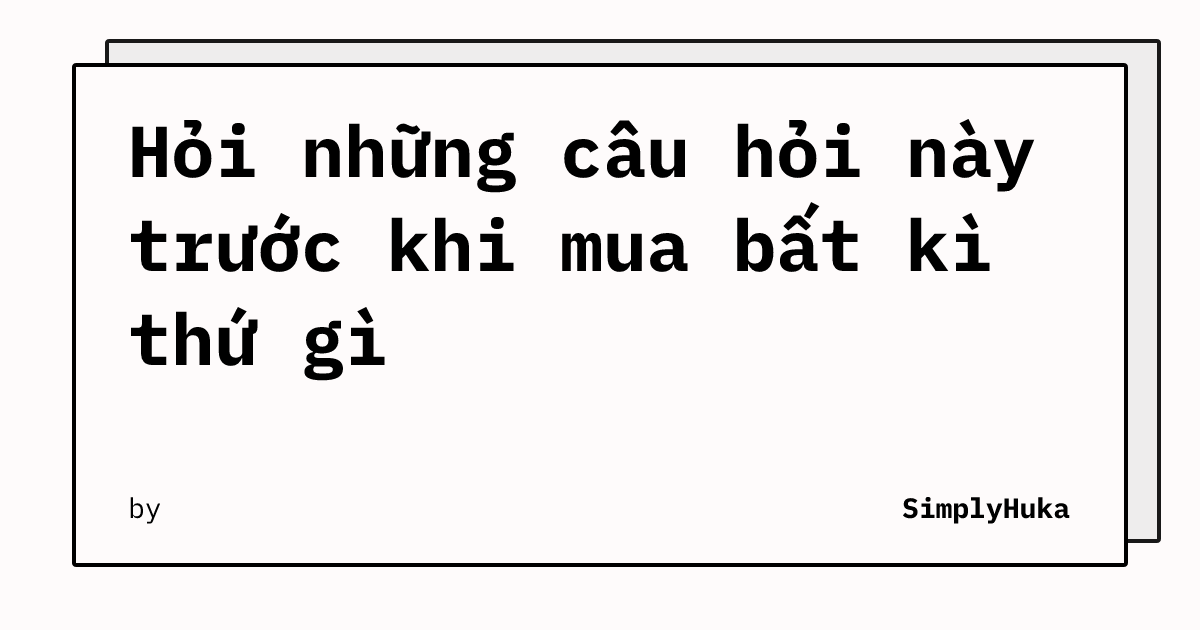 Hỏi những câu hỏi này
trước khi mua bất kì
thứ gì
by
SimplyHuka